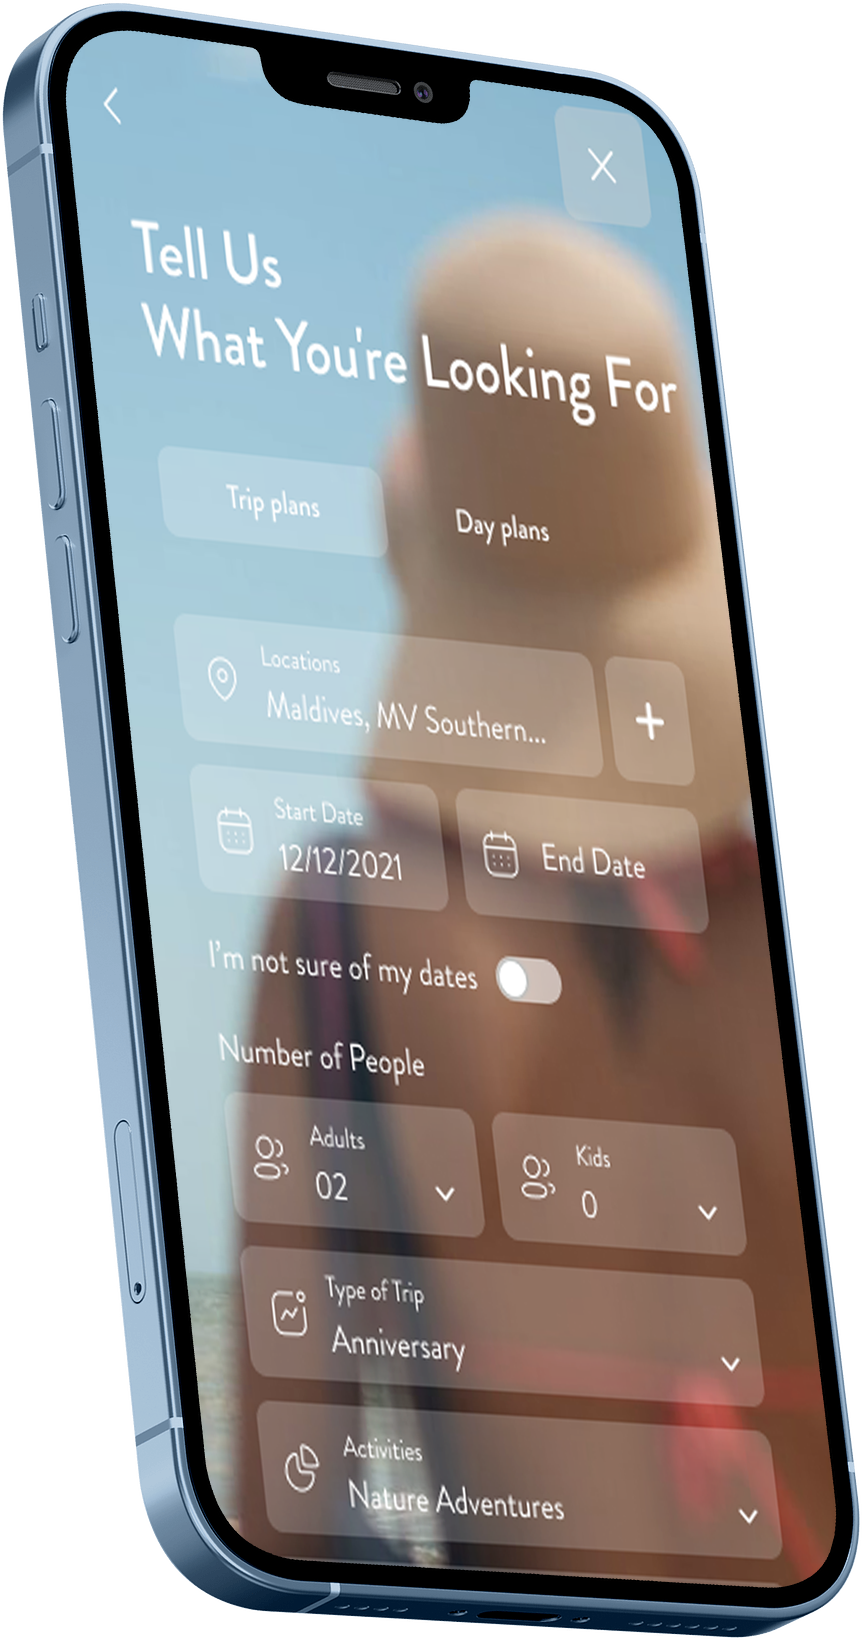 Tell Us
What You're Looking For
Trip plans
Day plans
Locations
Maldives, MV Southern...
Start Date
12/12/2021
End Date
I'm not sure of my dates
Number of People
Adults
02
Kids
0
Type of Trip
Anniversary
Activities
Nature Adventures